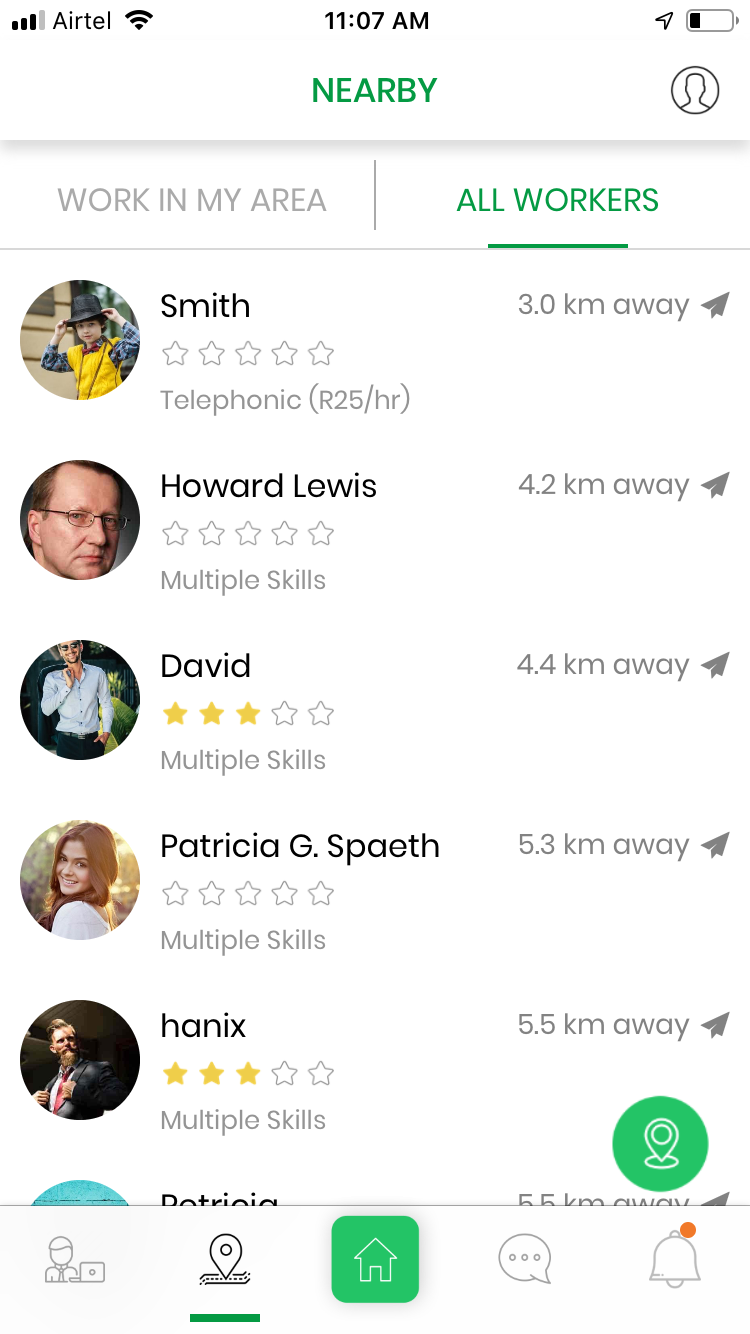 Airtel 11:07 AM
NEARBY
WORK IN MY AREA ALL WORKERS
Smith 3.0 km away
Telephonic (R25/hr)
Howard Lewis 4.2 km away
Multiple Skills
David 4.4 km away
Multiple Skills
Patricia G. Spaeth 5.3 km away
Multiple Skills
hanix 5.5 km away
Multiple Skills
5.5 km away